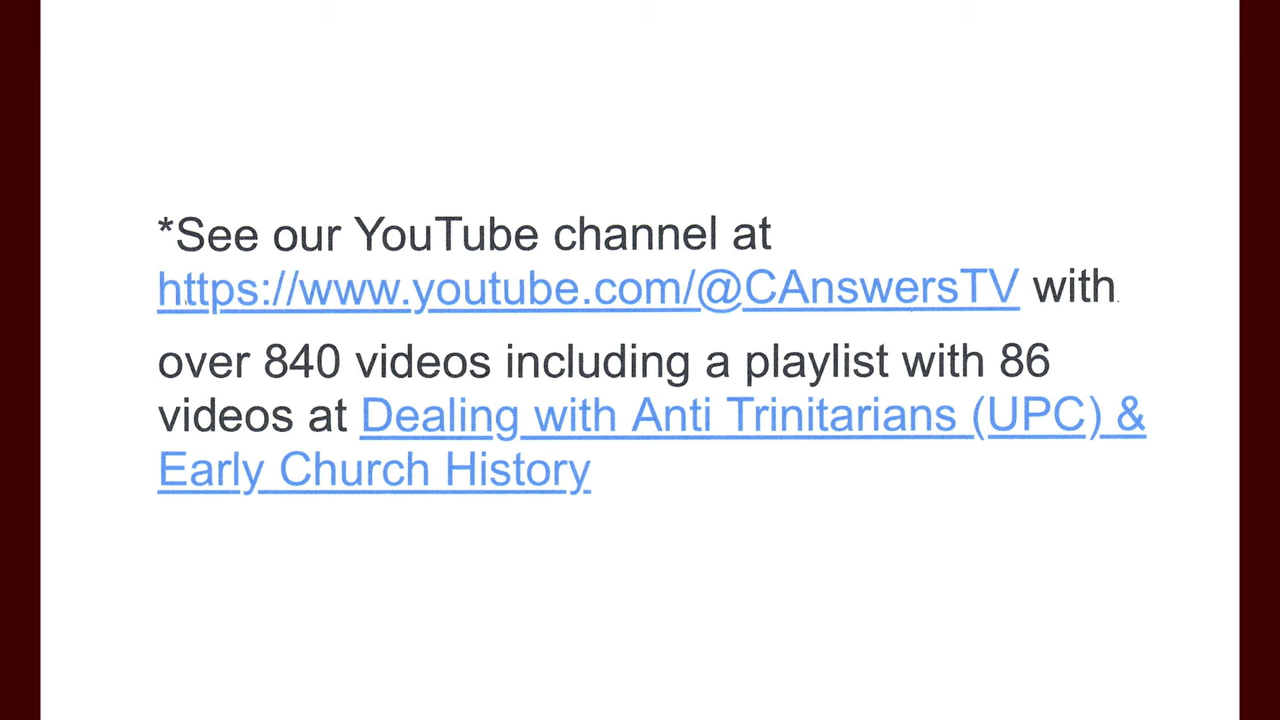 *See our YouTube channel at
https://www.youtube.com/@CAnswersTV with
over 840 videos including a playlist with 86
videos at Dealing with Anti Trinitarians (UPC) &
Early Church History